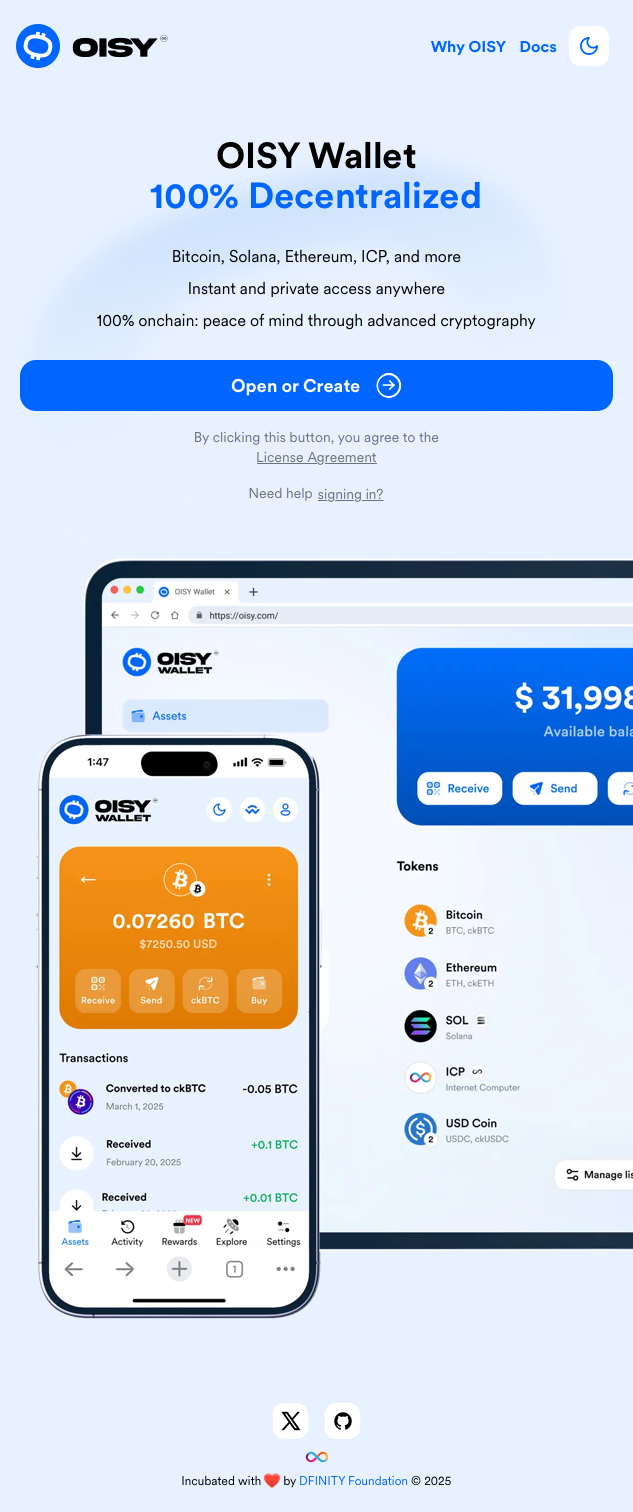 OISY
Why OISY
Docs
OISY Wallet
100% Decentralized
Bitcoin, Solana, Ethereum, ICP, and more
Instant and private access anywhere
100% onchain: peace of mind through advanced cryptography
Open or Create
By clicking this button, you agree to the
License Agreement
Need help signing in?
OISY Wallet
https://oisy.com/
OISY
WALLET
Assets
$ 31,998
Available bala
Receive
Send
Tokens
Bitcoin
2
BTC, ckBTC
Ethereum
2
ETH, ckETH
SOL
Solana
ICP
Internet Computer
USD Coin
2
USDC, ckUSDC
Manage lis
1:47
OISY
WALLET
0.07260 BTC
$7250.50 USD
Receive
Send
ckBTC
Buy
Transactions
Converted to ckBTC
-0.05 BTC
March 1, 2025
Received
+0.1 BTC
February 20, 2025
Received
+0.01 BTC
NEW
Assets
Activity
Rewards
Explore
Settings
1
Incubated with ❤️ by DFINITY Foundation © 2025